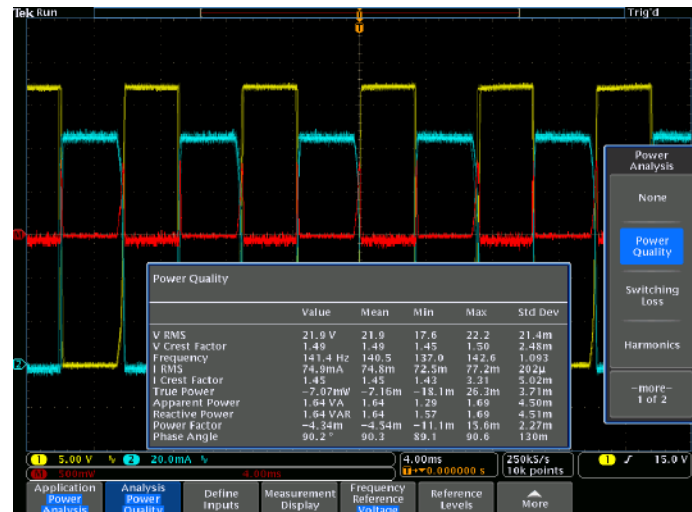 Tek Run
Trig'd
T
T
M
2
Power
Analysis
None
Power
Quality
Switching
Loss
Harmonics
-more-
1 of 2
Power Quality
Value Mean Min Max Std Dev
V RMS 21.9 V 21.9 17.6 22.2 21.4m
V Crest Factor 1.49 1.49 1.45 1.50 2.48m
Frequency 141.4 Hz 140.5 137.0 142.6 1.093
I RMS 74.9mA 74.8m 72.5m 77.2m 202µ
I Crest Factor 1.45 1.45 1.43 3.31 5.02m
True Power -7.07mW -7.16m -18.1m 26.3m 3.71m
Apparent Power 1.64 VA 1.64 1.29 1.69 4.50m
Reactive Power 1.64 VAR 1.64 1.57 1.69 4.51m
Power Factor -4.34m -4.54m -11.1m 15.6m 2.27m
Phase Angle 90.2 ° 90.3 89.1 90.6 130m
1 5.00 V 2 20.0mA 4.00ms 250kS/s 1 15.0 V
M 500mV 4.00ms T 0.000000 s 10k points
Application
Power
Analysis
Analysis
Power
Quality
Define
Inputs
Measurement
Display
Frequency
Reference
Voltage
Reference
Levels
More